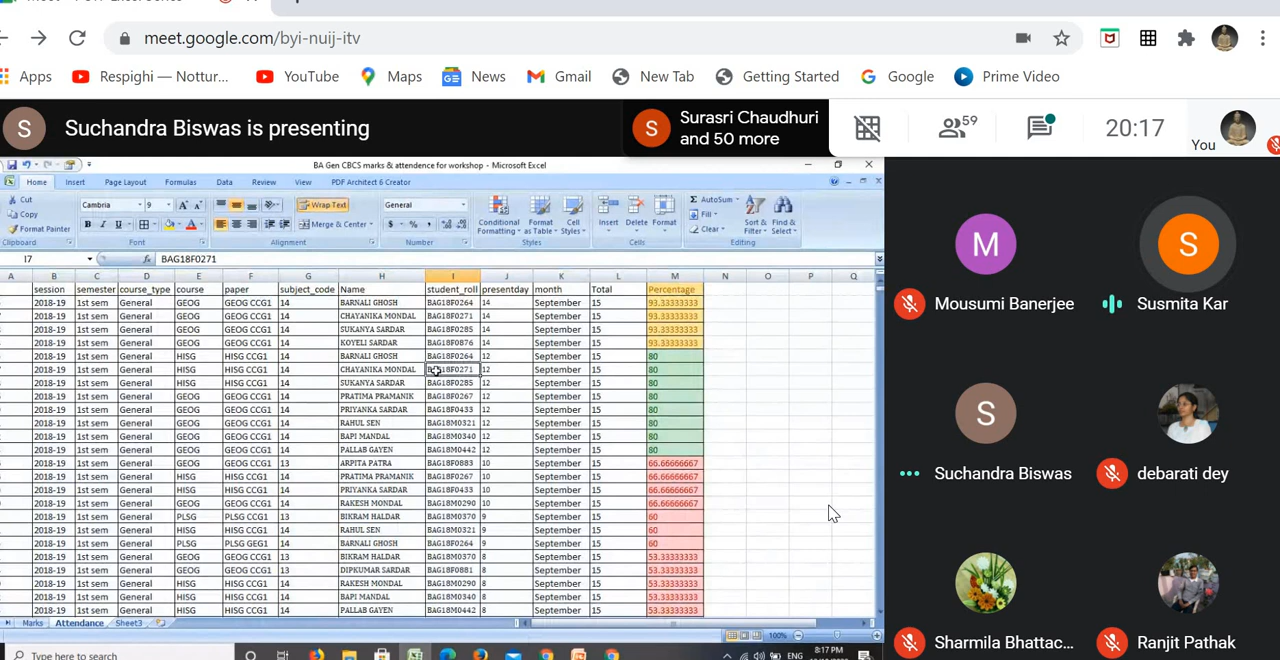 meet.google.com/byi-nuij-itv
Apps Respighi — Nottur... YouTube Maps News Gmail New Tab Getting Started Google Prime Video
S Suchandra Biswas is presenting
S Surasri Chaudhuri
and 50 more
59
20:17
You
BA Gen CBCS marks & attendence for workshop - Microsoft Excel
Home Insert Page Layout Formulas Data Review View PDF Architect 6 Creator
Cut
Copy
Format Painter
Clipboard
Cambria 9
B I U
Font
Wrap Text
Merge & Center
Alignment
General
Number
Conditional Formatting
Format as Table
Cell Styles
Styles
Insert Delete Format
Cells
AutoSum
Fill
Clear
Sort & Filter
Find & Select
Editing
I7 fx BAG18F0271
A B C D E F G H I J K L M N O P Q
session semester course_type course paper subject_code Name student_roll presentday month Total Percentage
2018-19 1st sem General GEOG GEOG CCG1 14 BARNALI GHOSH BAG18F0264 14 September 15 93.33333333
2018-19 1st sem General GEOG GEOG CCG1 14 CHAYANIKA MONDAL BAG18F0271 14 September 15 93.33333333
2018-19 1st sem General GEOG GEOG CCG1 14 SUKANYA SARDAR BAG18F0285 14 September 15 93.33333333
2018-19 1st sem General GEOG GEOG CCG1 14 KOYELI SARDAR BAG18F0876 14 September 15 93.33333333
2018-19 1st sem General HISG HISG CCG1 14 BARNALI GHOSH BAG18F0264 12 September 15 80
2018-19 1st sem General HISG HISG CCG1 14 CHAYANIKA MONDAL BAG18F0271 12 September 15 80
2018-19 1st sem General HISG HISG CCG1 14 SUKANYA SARDAR BAG18F0285 12 September 15 80
2018-19 1st sem General GEOG GEOG CCG1 14 PRATIMA PRAMANIK BAG18F0267 12 September 15 80
2018-19 1st sem General GEOG GEOG CCG1 14 PRIYANKA SARDAR BAG18F0433 12 September 15 80
2018-19 1st sem General GEOG GEOG CCG1 14 RAHUL SEN BAG18M0321 12 September 15 80
2018-19 1st sem General GEOG GEOG CCG1 14 BAPI MANDAL BAG18M0340 12 September 15 80
2018-19 1st sem General GEOG GEOG CCG1 14 PALLAB GAYEN BAG18M0442 12 September 15 80
2018-19 1st sem General GEOG GEOG CCG1 13 ARPITA PATRA BAG18F0883 10 September 15 66.66666667
2018-19 1st sem General HISG HISG CCG1 14 PRATIMA PRAMANIK BAG18F0267 10 September 15 66.66666667
2018-19 1st sem General HISG HISG CCG1 14 PRIYANKA SARDAR BAG18F0433 10 September 15 66.66666667
2018-19 1st sem General GEOG GEOG CCG1 14 RAKESH MONDAL BAG18M0290 10 September 15 66.66666667
2018-19 1st sem General PLSG PLSG CCG1 13 BIKRAM HALDAR BAG18M0370 9 September 15 60
2018-19 1st sem General HISG HISG CCG1 14 RAHUL SEN BAG18M0321 9 September 15 60
2018-19 1st sem General PLSG PLSG GEG1 14 BARNALI GHOSH BAG18F0264 9 September 15 60
2018-19 1st sem General GEOG GEOG CCG1 13 BIKRAM HALDAR BAG18M0370 8 September 15 53.33333333
2018-19 1st sem General GEOG GEOG CCG1 13 DIPKUMAR SARDAR BAG18F0881 8 September 15 53.33333333
2018-19 1st sem General HISG HISG CCG1 14 RAKESH MONDAL BAG18M0290 8 September 15 53.33333333
2018-19 1st sem General HISG HISG CCG1 14 BAPI MANDAL BAG18M0340 8 September 15 53.33333333
2018-19 1st sem General HISG HISG CCG1 14 PALLAB GAYEN BAG18M0442 8 September 15 53.33333333
Marks Attendance Sheet3
100%
Type here to search
ENG
8:17 PM
M
Mousumi Banerjee
S
Susmita Kar
S
Suchandra Biswas
debarati dey
Sharmila Bhattac...
Ranjit Pathak